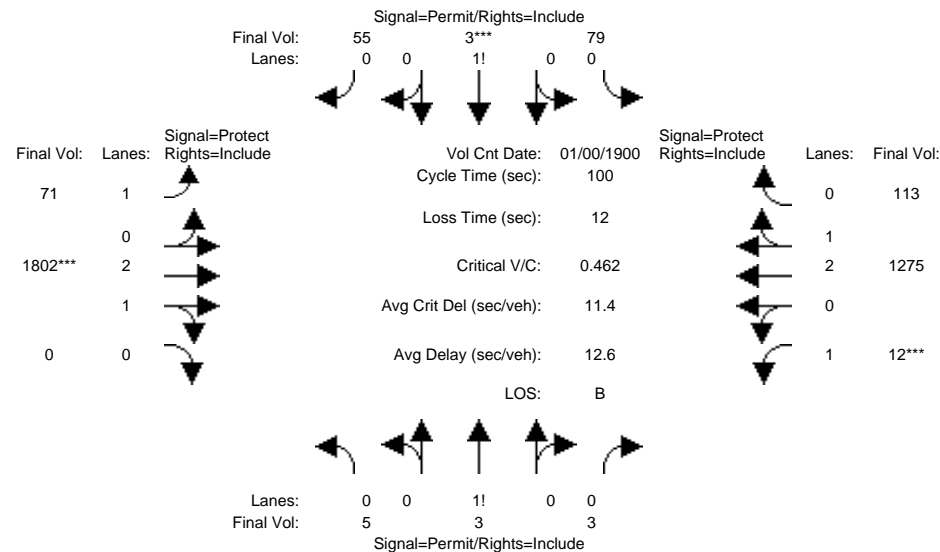 Signal=Permit/Rights=Include
Final Vol: 55 3*** 79
Lanes: 0 0 1! 0 0
Signal=Protect Signal=Protect
Final Vol: Lanes: Rights=Include Vol Cnt Date: 01/00/1900 Rights=Include Lanes: Final Vol:
Cycle Time (sec): 100
71 1 0 113
Loss Time (sec): 12
0 1
1802*** 2 Critical V/C: 0.462 2 1275
1 Avg Crit Del (sec/veh): 11.4 0
0 0 Avg Delay (sec/veh): 12.6 1 12***
LOS: B
Lanes: 0 0 1! 0 0
Final Vol: 5 3 3
Signal=Permit/Rights=Include